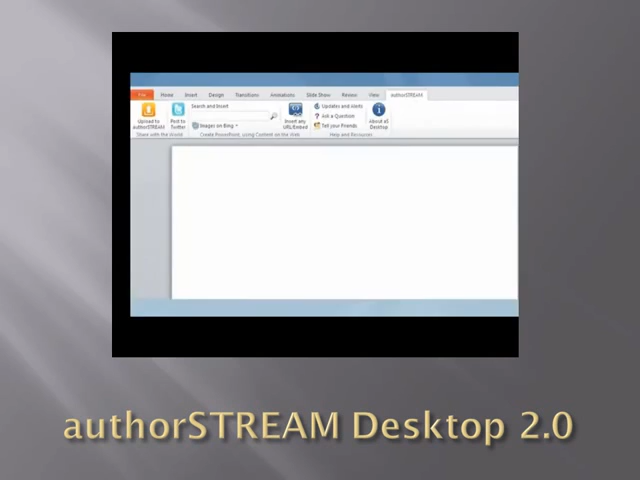 File Home Insert Design Transitions Animations Slide Show Review View authorSTREAM
Upload to authorSTREAM
Post to Twitter
Search and Insert
Images on Bing
Insert any URL/Embed
Updates and Alerts
Ask a Question
Tell your Friends
About aS Desktop
Share with the World
Create PowerPoint, using Content on the Web
Help and Resources
authorSTREAM Desktop 2.0